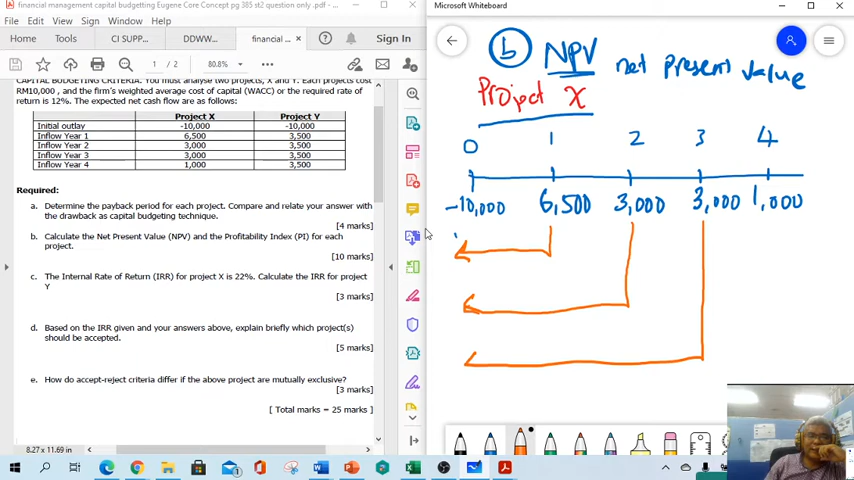 financial management capital budgetting Eugene Core Concept pg 385 st2 question only .pdf - ...
File Edit View Sign Window Help
Home Tools CI SUPP... DDWW... financial ... Sign In
1 / 2 80.8%
CAPITAL BUDGETING CRITERIA: You must analyse two projects, X and Y. Each projects cost
RM10,000 , and the firm's weighted average cost of capital (WACC) or the required rate of
return is 12%. The expected net cash flow are as follows:
Project X Project Y
Initial outlay -10,000 -10,000
Inflow Year 1 6,500 3,500
Inflow Year 2 3,000 3,500
Inflow Year 3 3,000 3,500
Inflow Year 4 1,000 3,500
Required:
a. Determine the payback period for each project. Compare and relate your answer with
the drawback as capital budgeting technique.
[4 marks]
b. Calculate the Net Present Value (NPV) and the Profitability Index (PI) for each
project.
[10 marks]
c. The Internal Rate of Return (IRR) for project X is 22%. Calculate the IRR for project
Y
[3 marks]
d. Based on the IRR given and your answers above, explain briefly which project(s)
should be accepted.
[5 marks]
e. How do accept-reject criteria differ if the above project are mutually exclusive?
[3 marks]
[ Total marks = 25 marks]
8.27 x 11.69 in
Microsoft Whiteboard
b NPV net present value
Project X
0 1 2 3 4
-10,000 6,500 3,000 3,000 1,000